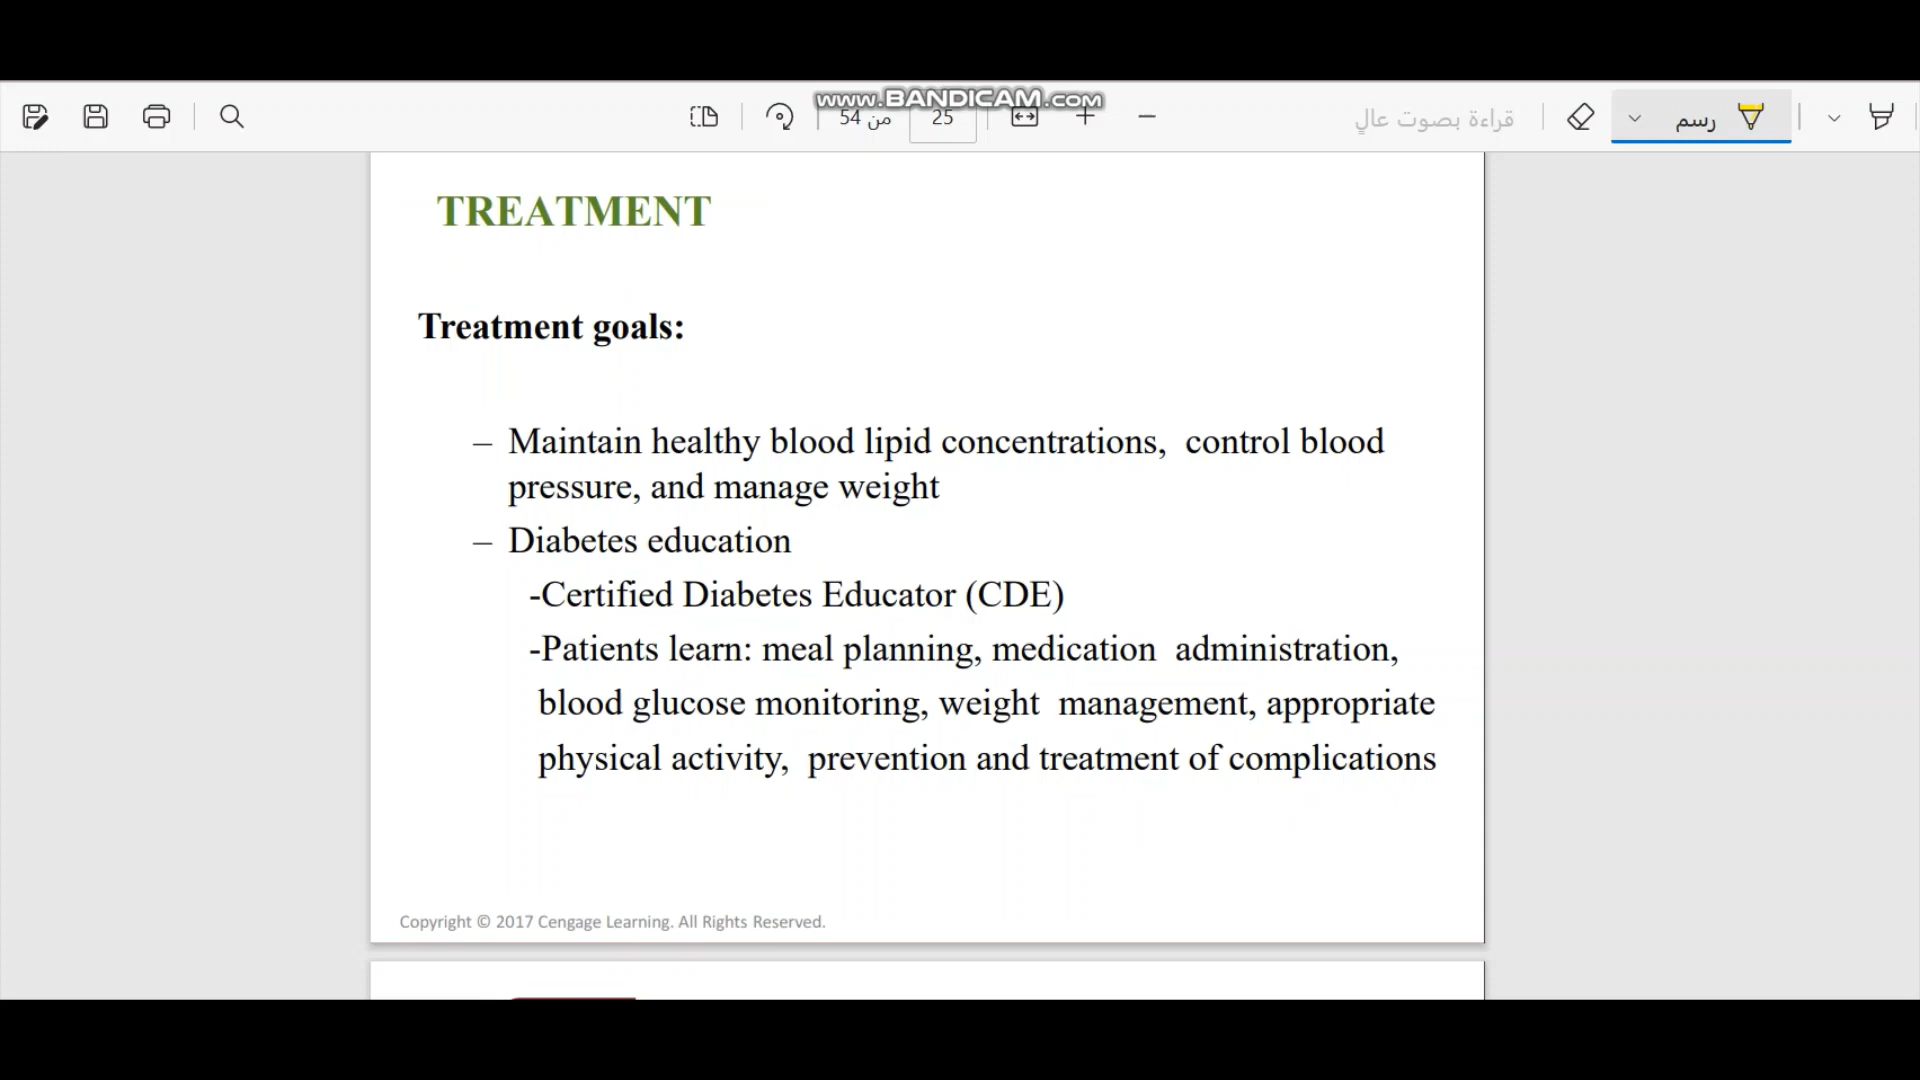 www.BANDICAM.com
25 من 54
قراءة بصوت عالٍ
رسم
TREATMENT
Treatment goals:
– Maintain healthy blood lipid concentrations, control blood
pressure, and manage weight
– Diabetes education
-Certified Diabetes Educator (CDE)
-Patients learn: meal planning, medication administration,
blood glucose monitoring, weight management, appropriate
physical activity, prevention and treatment of complications
Copyright © 2017 Cengage Learning. All Rights Reserved.